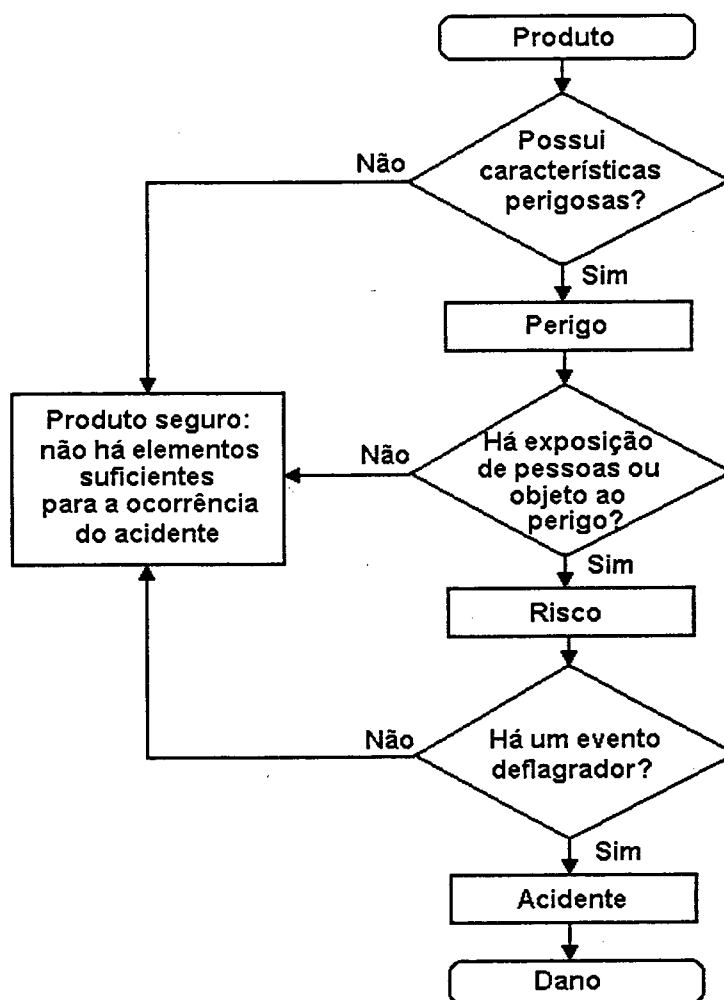 Produto
Possui
características
perigosas?
Não
Sim
Perigo
Produto seguro:
não há elementos
suficientes
para a ocorrência
do acidente
Não
Há exposição
de pessoas ou
objeto ao
perigo?
Sim
Risco
Não
Há um evento
deflagrador?
Sim
Acidente
Dano